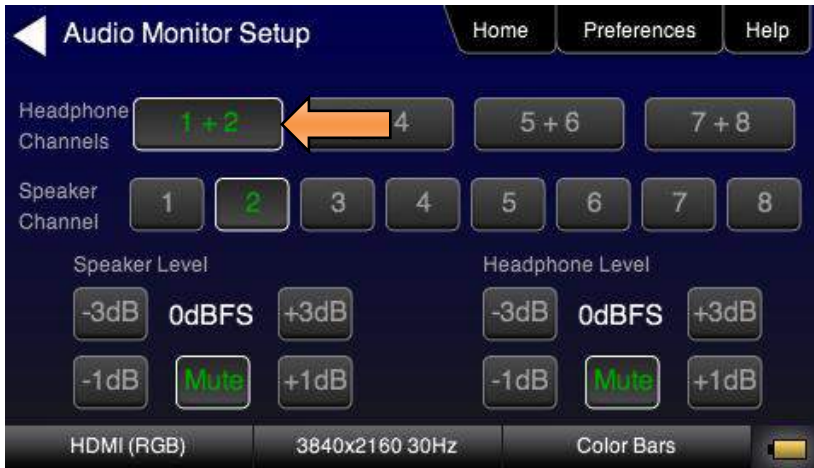 Audio Monitor Setup Home Preferences Help
Headphone
Channels
1 + 2 4 5 + 6 7 + 8
Speaker
Channel
1 2 3 4 5 6 7 8
Speaker Level Headphone Level
-3dB 0dBFS +3dB -3dB 0dBFS +3dB
-1dB Mute +1dB -1dB Mute +1dB
HDMI (RGB) 3840x2160 30Hz Color Bars